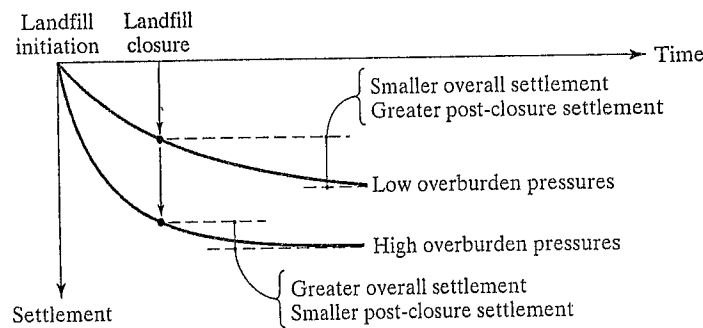 Landfill
initiation
Landfill
closure
Time
Smaller overall settlement
Greater post-closure settlement
Low overburden pressures
High overburden pressures
Greater overall settlement
Smaller post-closure settlement
Settlement